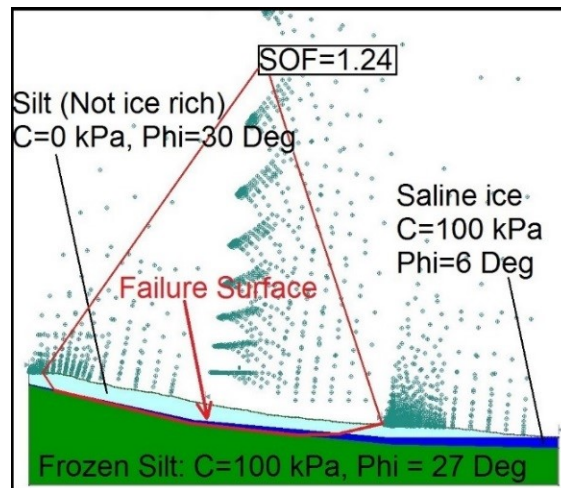 SOF=1.24
Silt (Not ice rich)
C=0 kPa, Phi=30 Deg
Saline ice
C=100 kPa
Phi=6 Deg
Failure Surface
Frozen Silt: C=100 kPa, Phi = 27 Deg